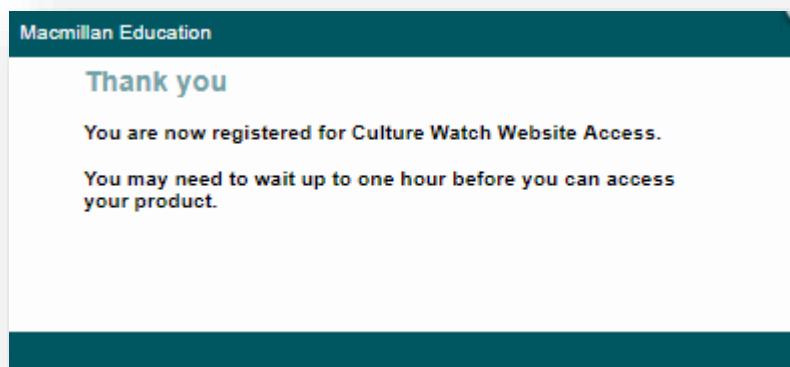 Macmillan Education
Thank you
You are now registered for Culture Watch Website Access.
You may need to wait up to one hour before you can access
your product.